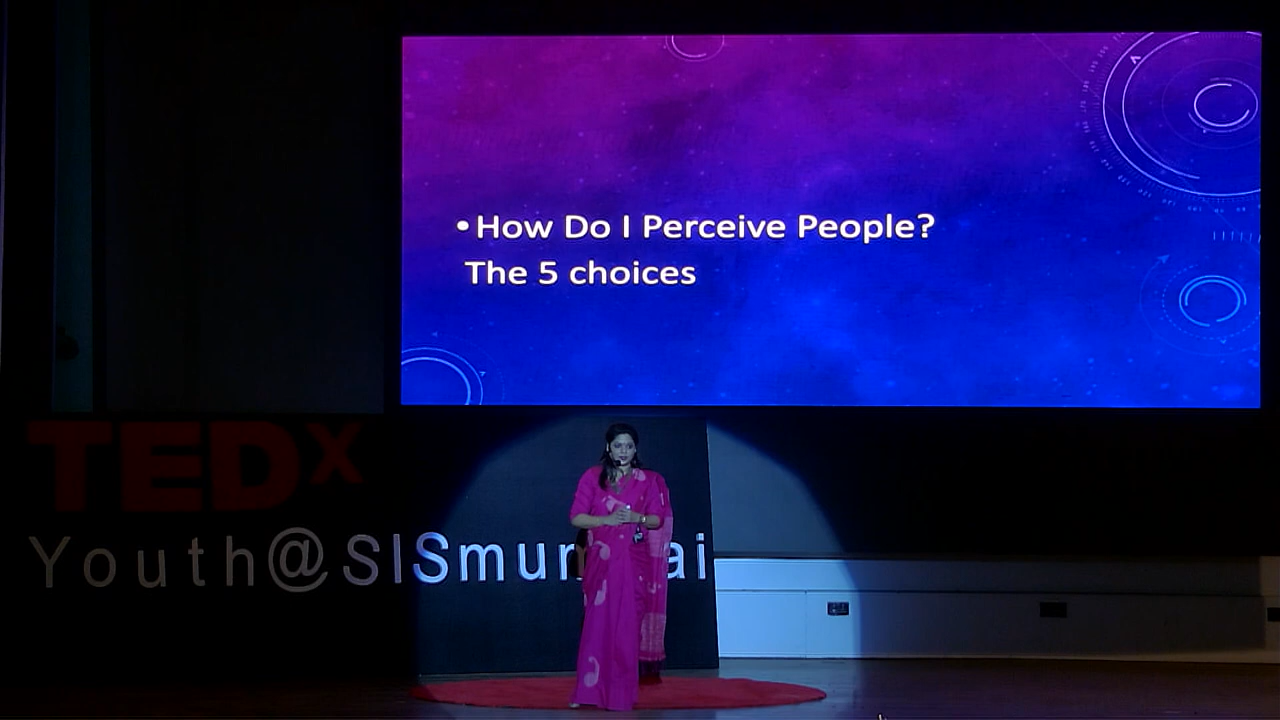 • How Do I Perceive People?
The 5 choices
TEDx
Youth@SISmum ai